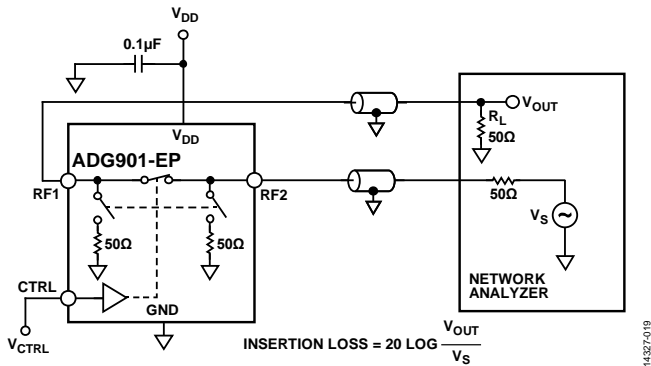 VDD
0.1µF
VDD
ADG901-EP
RF1
RF2
50Ω
50Ω
CTRL
GND
VCTRL
VOUT
RL
50Ω
50Ω
VS
~
NETWORK
ANALYZER
INSERTION LOSS = 20 LOG VOUT
VS
14327-019